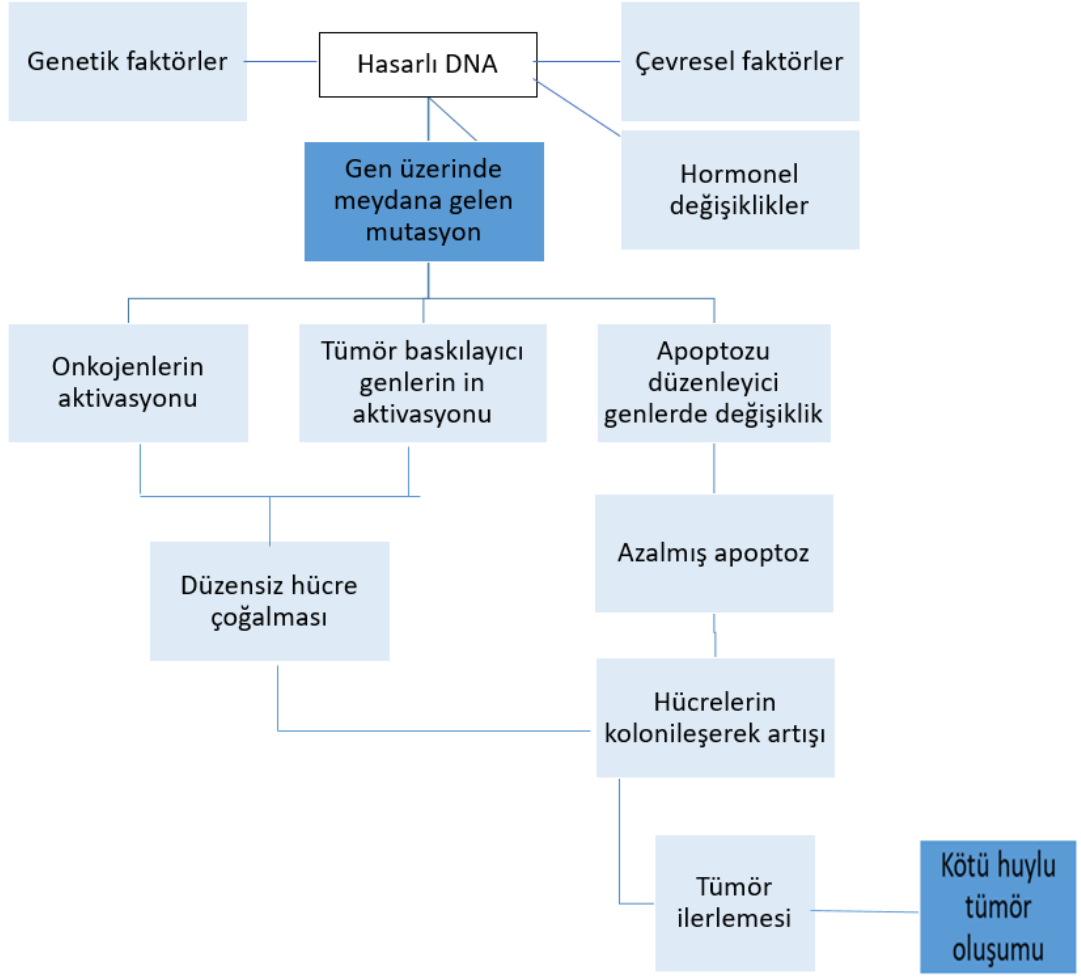 Genetik faktörler
Hasarlı DNA
Çevresel faktörler
Gen üzerinde
meydana gelen
mutasyon
Hormonel
değişiklikler
Onkojenlerin
aktivasyonu
Tümör baskılayıcı
genlerin in
aktivasyonu
Apoptozu
düzenleyici
genlerde değişiklik
Azalmış apoptoz
Düzensiz hücre
çoğalması
Hücrelerin
kolonileşerek artışı
Tümör
ilerlemesi
Kötü huylu
tümör
oluşumu